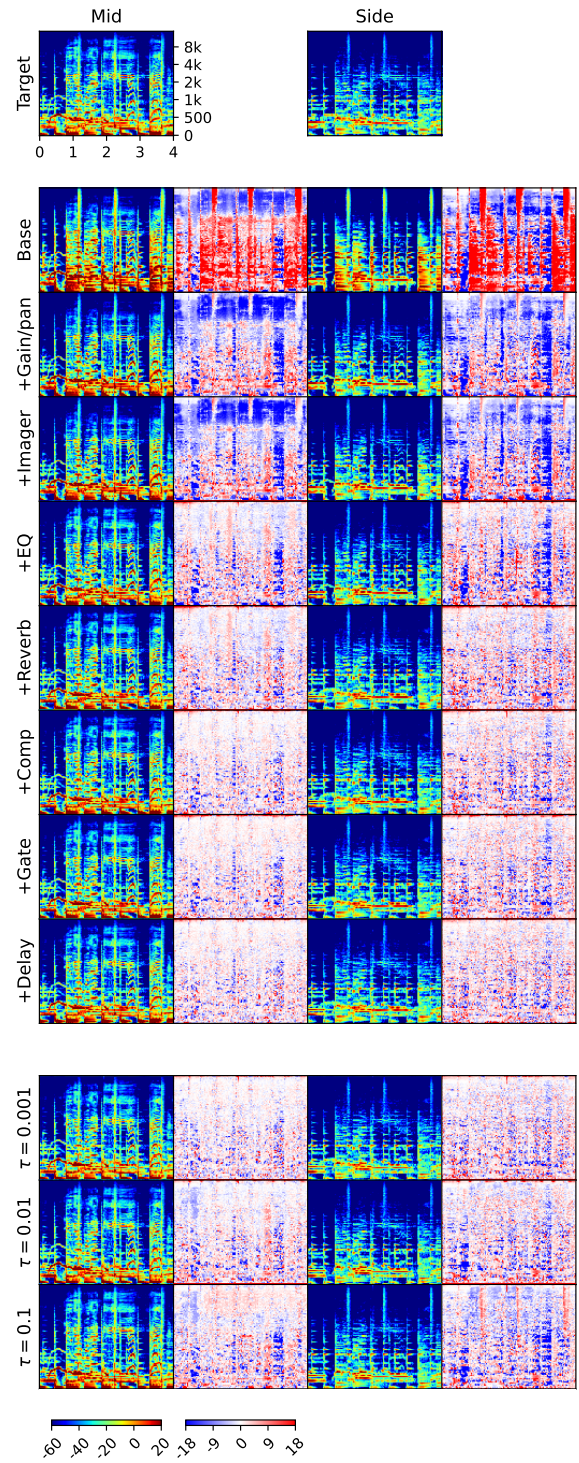 Mid Side
Target
8k
4k
2k
1k
500
0
0 1 2 3 4
Base
+Gain/pan
+Imager
+EQ
+Reverb
+Comp
+Gate
+Delay
τ = 0.001
τ = 0.01
τ = 0.1
-60 -40 -20 0 20 -18 -9 0 9 18